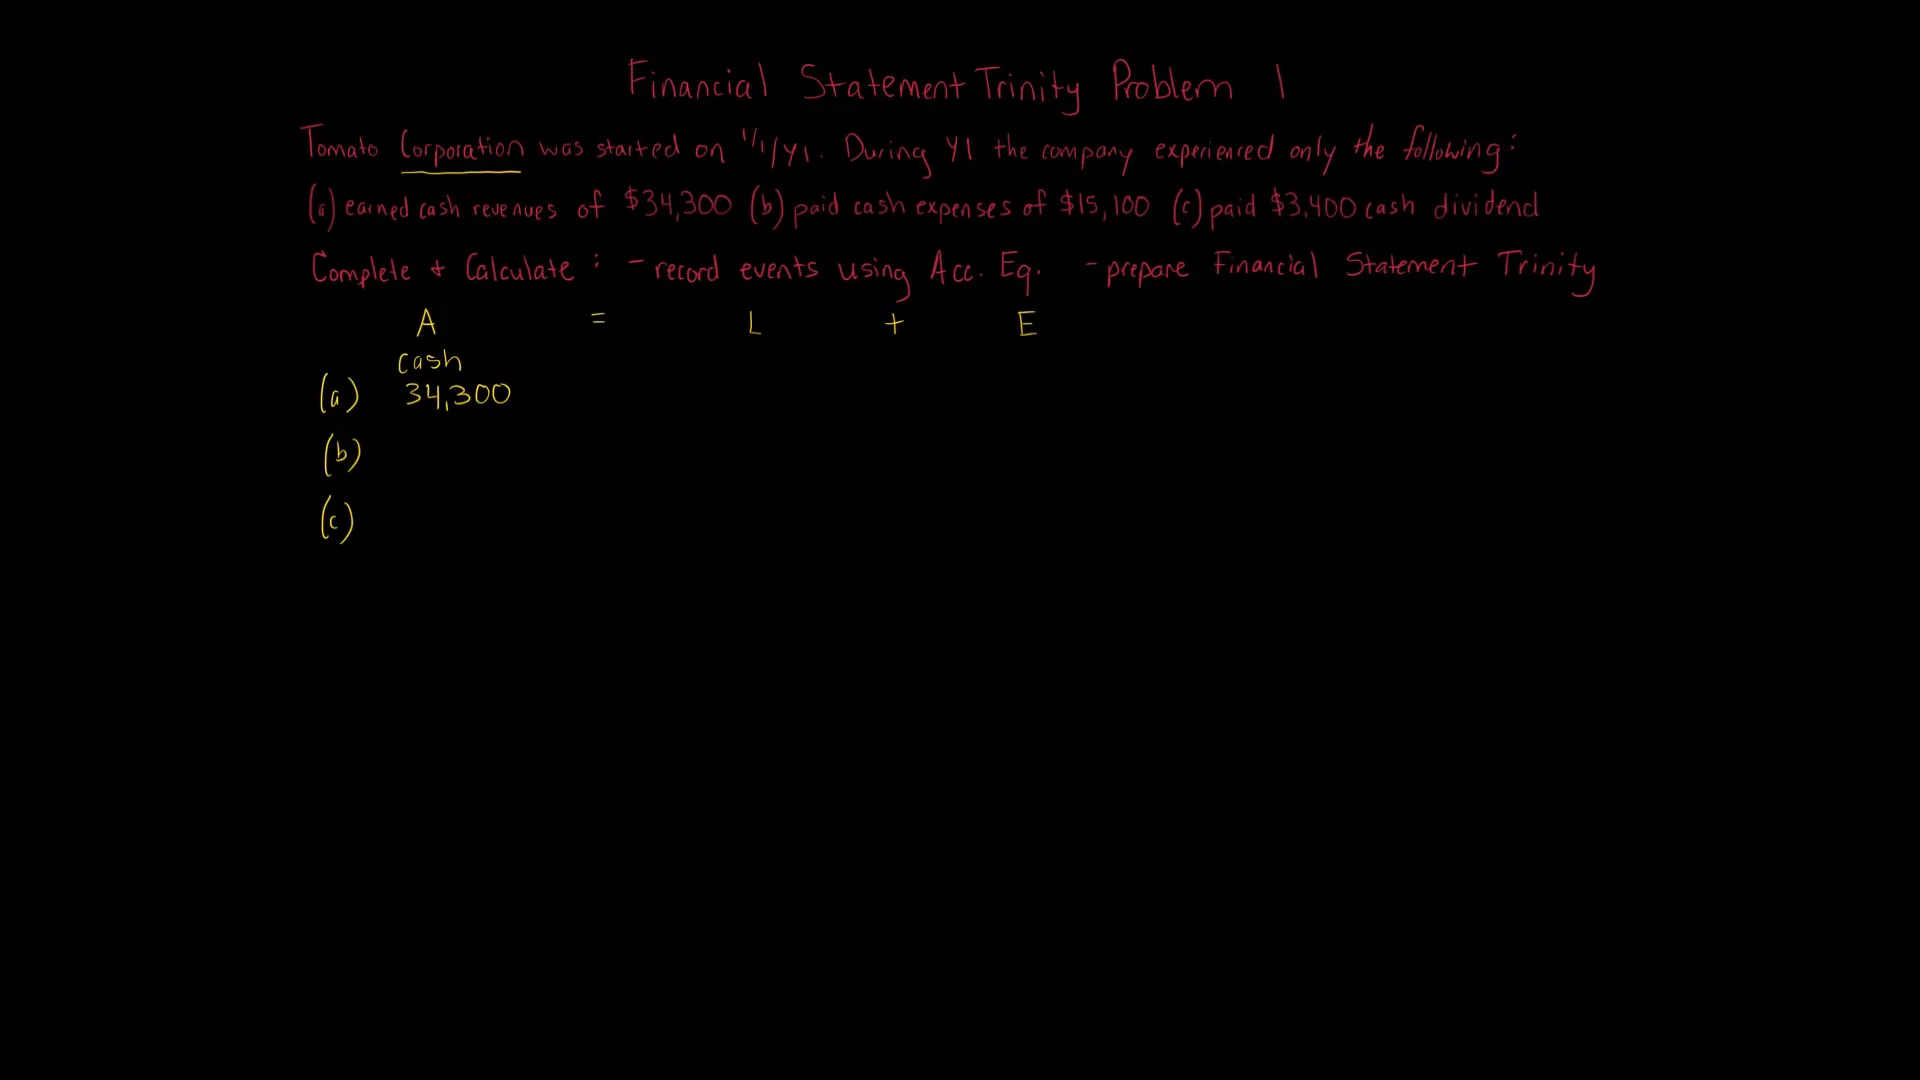 Financial Statement Trinity Problem 1
Tomato Corporation was started on 1/1/Y1. During Y1 the company experienced only the following:
(a) earned cash revenues of $34,300 (b) paid cash expenses of $15,100 (c) paid $3,400 cash dividend
Complete + Calculate: - record events using Acc. Eq. - prepare Financial Statement Trinity
A = L + E
cash
(a) 34,300
(b)
(c)